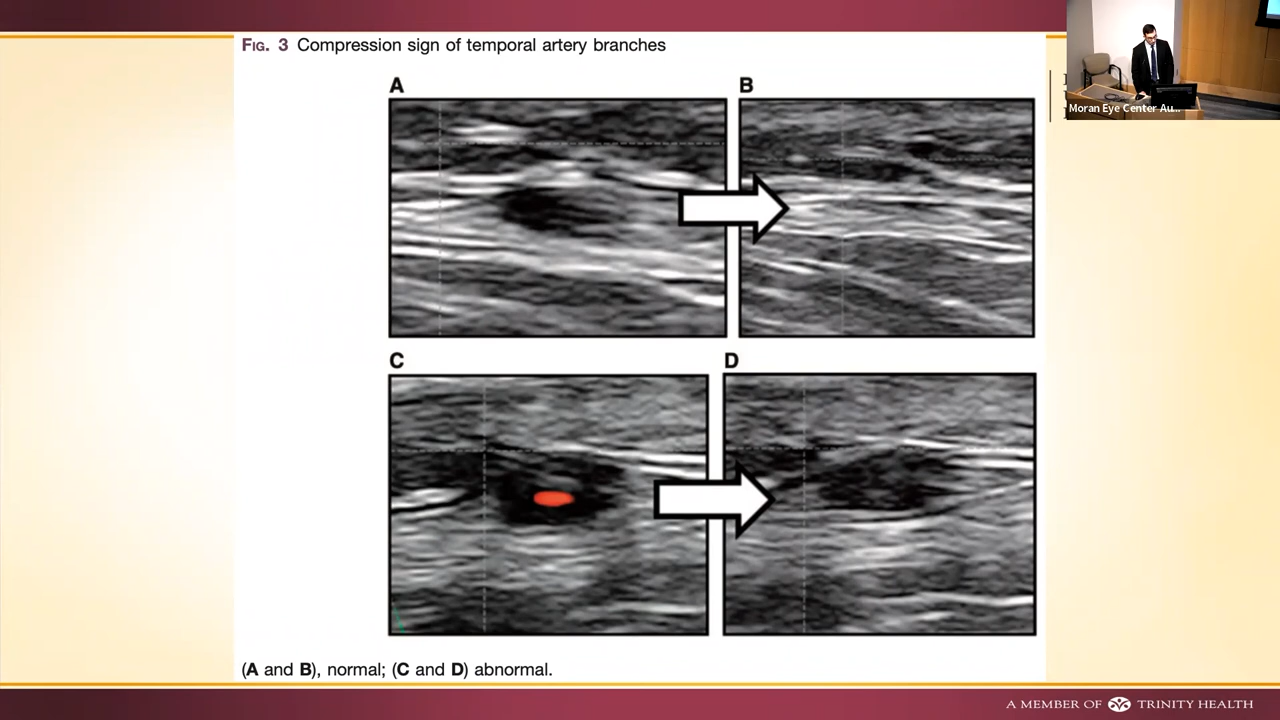 FIG. 3 Compression sign of temporal artery branches
A
B
C
D
(A and B), normal; (C and D) abnormal.
Moran Eye Center Au...
A MEMBER OF TRINITY HEALTH